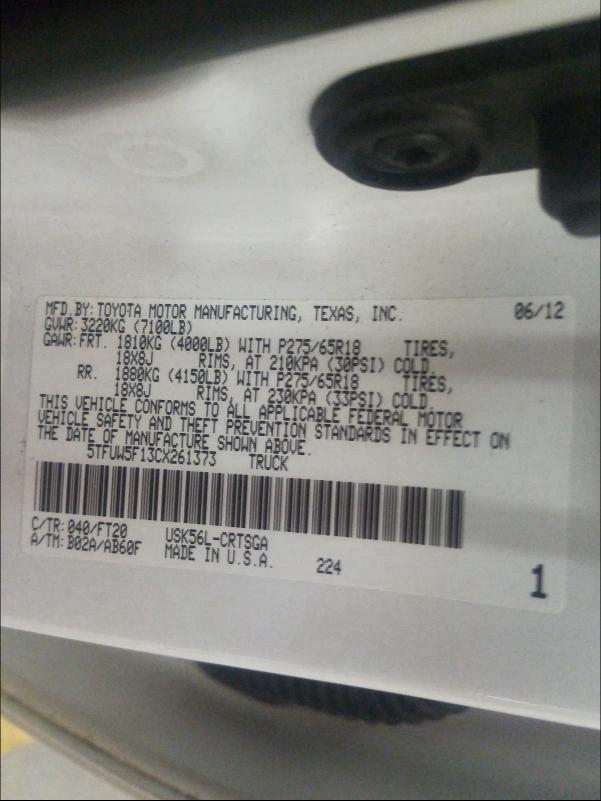 MFD.BY: TOYOTA MOTOR MANUFACTURING, TEXAS, INC. 06/12
GVWR: 3220KG (7100LB)
GAWR: FRT. 1810KG (4000LB) WITH P275/65R18 TIRES,
18X8J RIMS, AT 210KPA (30PSI) COLD.
RR. 1880KG (4150LB) WITH P275/65R18 TIRES,
18X8J RIMS, AT 230KPA (33PSI) COLD.
THIS VEHICLE CONFORMS TO ALL APPLICABLE FEDERAL MOTOR
VEHICLE SAFETY AND THEFT PREVENTION STANDARDS IN EFFECT ON
THE DATE OF MANUFACTURE SHOWN ABOVE.
5TFUW5F13CX261373 TRUCK
C/TR: 040/FT20 USK56L-CRTSGA
A/TM: B02A/AB60F MADE IN U.S.A. 224 1